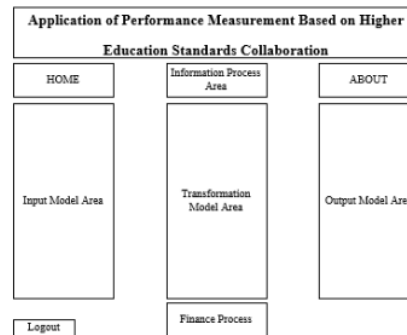 Application of Performance Measurement Based on Higher
Education Standards Collaboration
HOME
Information Process
Area
ABOUT
Input Model Area
Transformation
Model Area
Output Model Are
Logout
Finance Process